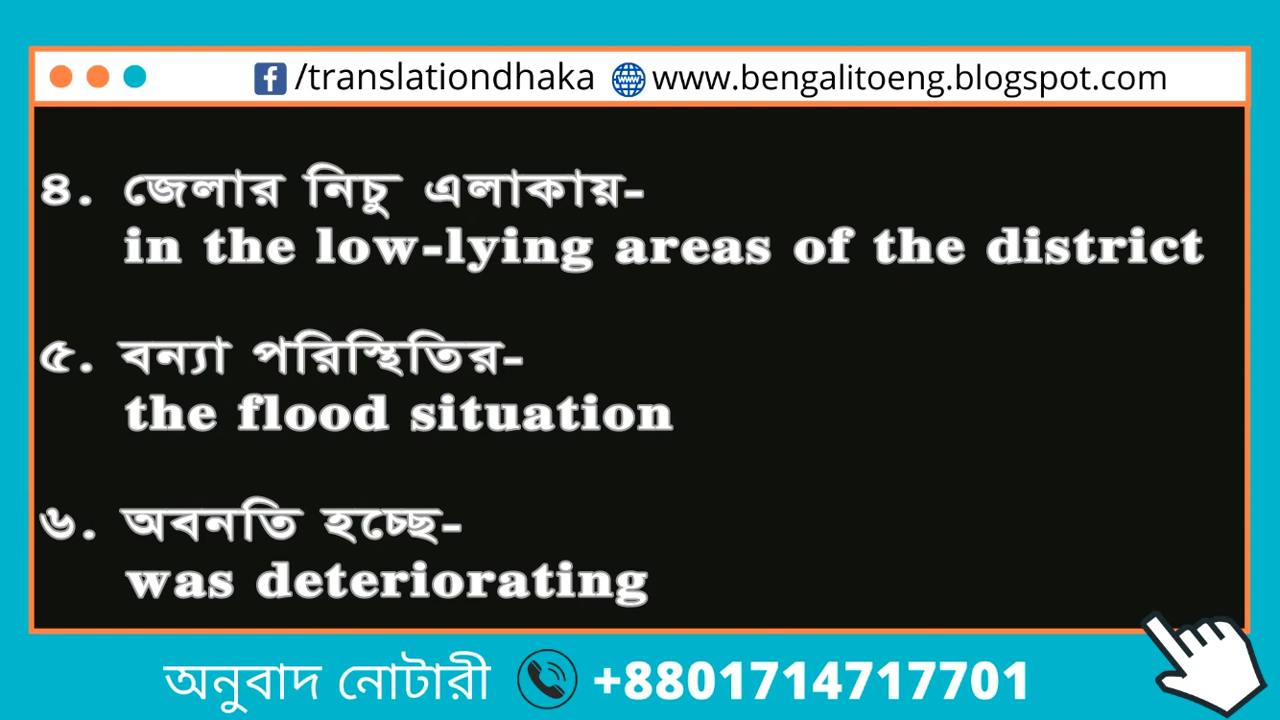 /translationdhaka www.bengalitoeng.blogspot.com
৪. জেলার নিচু এলাকায়-
in the low-lying areas of the district
৫. বন্যা পরিস্থিতির-
the flood situation
৬. অবনতি হচ্ছে-
was deteriorating
অনুবাদ নোটারী +8801714717701